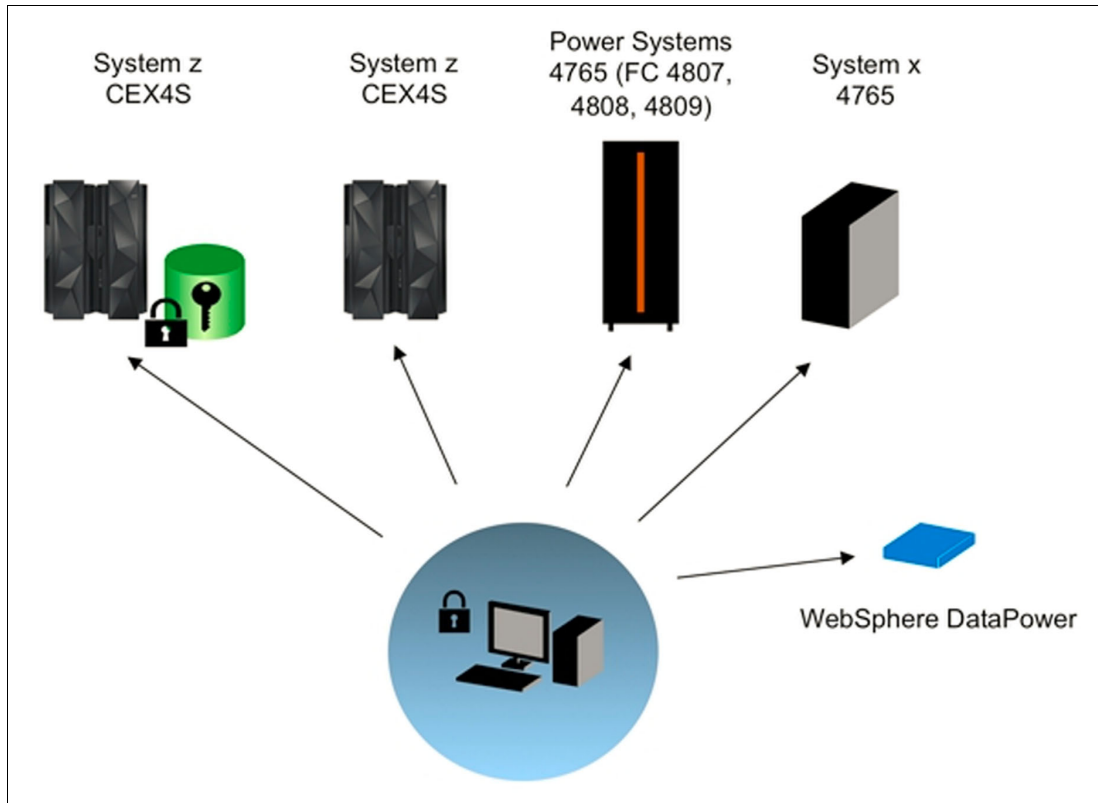 System z
CEX4S
System z
CEX4S
Power Systems
4765 (FC 4807,
4808, 4809)
System x
4765
WebSphere DataPower